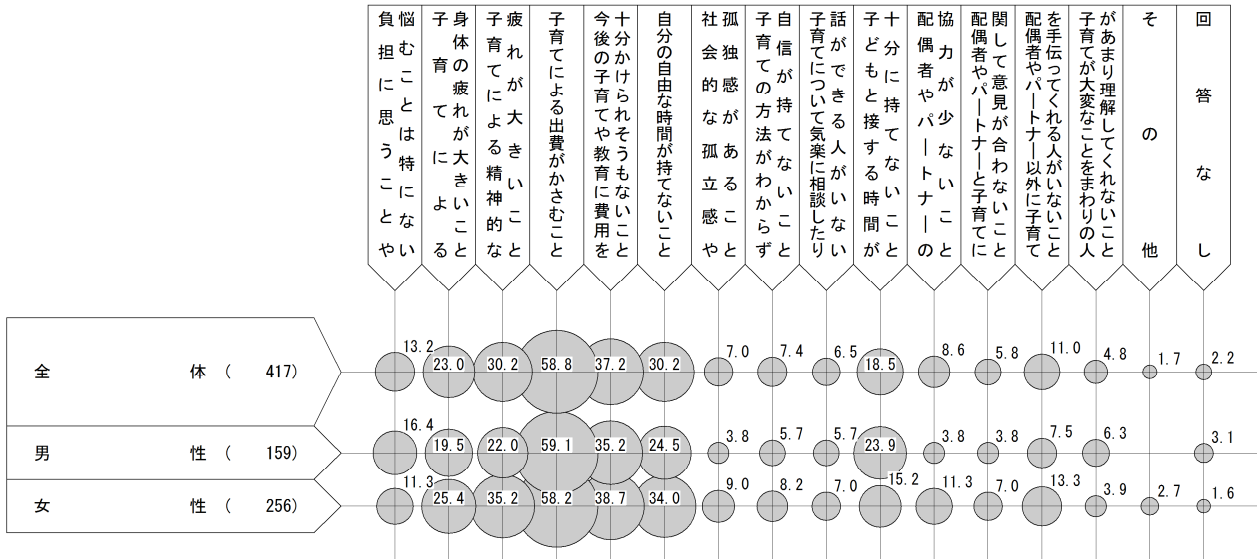 負担に思うことや
悩むことは特にない
子育てによる
身体の疲れが大きいこと
子育てによる精神的な
疲れが大きいこと
子育てによる出費がかさむこと
今後の子育てや教育に費用を
十分かけられそうもないこと
自分の自由な時間が持てないこと
社会的な孤立感や
孤独感があること
子育ての方法がわからず
自信が持てないこと
子育てについて気楽に相談したり
話ができる人がいない
子どもと接する時間が
十分に持てないこと
配偶者やパートナーの
協力が少ないこと
配偶者やパートナーと子育てに
関して意見が合わないこと
配偶者やパートナー以外に子育て
を手伝ってくれる人がいないこと
子育てが大変なことをまわりの人
があまり理解してくれないこと
その他
回答なし
全 休 ( 417) 13.2 23.0 30.2 58.8 37.2 30.2 7.0 7.4 6.5 18.5 8.6 5.8 11.0 4.8 1.7 2.2
男 性 ( 159) 16.4 19.5 22.0 59.1 35.2 24.5 3.8 5.7 5.7 23.9 3.8 3.8 7.5 6.3 3.1
女 性 ( 256) 11.3 25.4 35.2 58.2 38.7 34.0 9.0 8.2 7.0 15.2 11.3 7.0 13.3 3.9 2.7 1.6